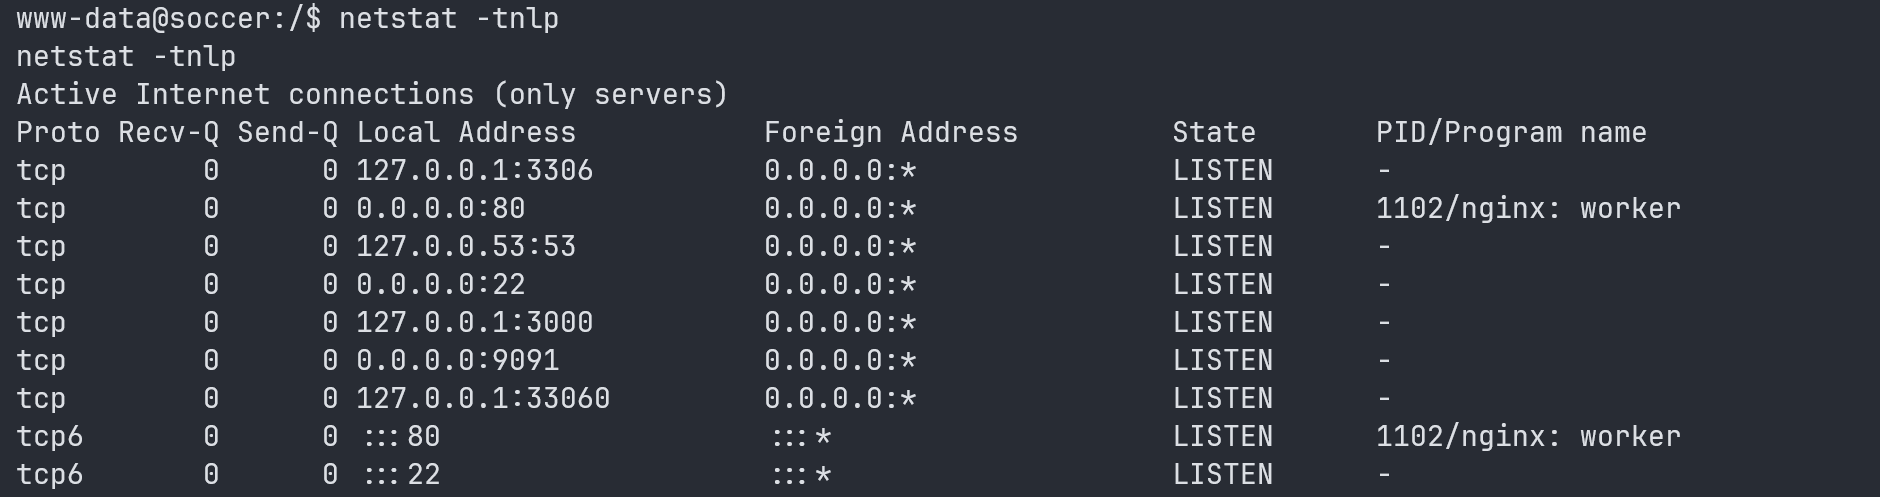 www-data@soccer:/$ netstat -tnlp
netstat -tnlp
Active Internet connections (only servers)
Proto Recv-Q Send-Q Local Address           Foreign Address         State       PID/Program name
tcp        0      0 127.0.0.1:3306          0.0.0.0:*               LISTEN      -
tcp        0      0 0.0.0.0:80              0.0.0.0:*               LISTEN      1102/nginx: worker
tcp        0      0 127.0.0.53:53           0.0.0.0:*               LISTEN      -
tcp        0      0 0.0.0.0:22              0.0.0.0:*               LISTEN      -
tcp        0      0 127.0.0.1:3000          0.0.0.0:*               LISTEN      -
tcp        0      0 0.0.0.0:9091            0.0.0.0:*               LISTEN      -
tcp        0      0 127.0.0.1:33060         0.0.0.0:*               LISTEN      -
tcp6       0      0 :::80                   :::*                    LISTEN      1102/nginx: worker
tcp6       0      0 :::22                   :::*                    LISTEN      -